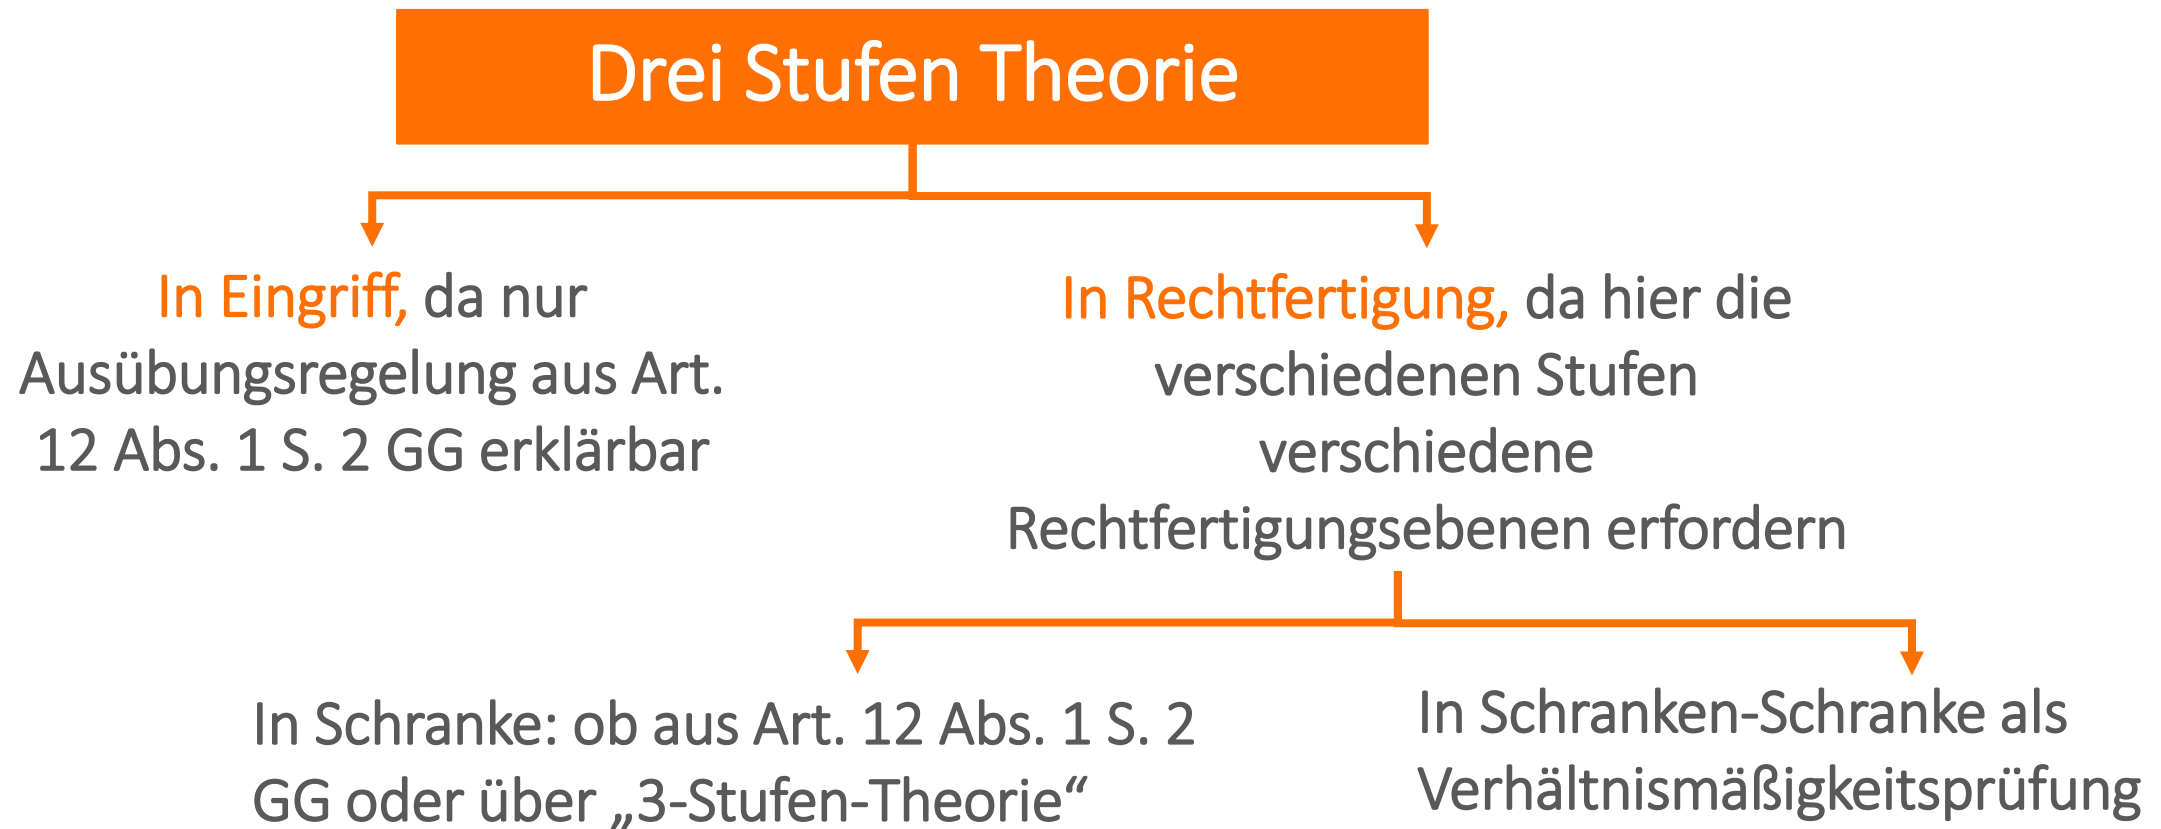 Drei Stufen Theorie
In Eingriff, da nur
Ausübungsregelung aus Art.
12 Abs. 1 S. 2 GG erklärbar
In Rechtfertigung, da hier die
verschiedenen Stufen
verschiedene
Rechtfertigungsebenen erfordern
In Schranke: ob aus Art. 12 Abs. 1 S. 2
GG oder über „3-Stufen-Theorie“
In Schranken-Schranke als
Verhältnismäßigkeitsprüfung